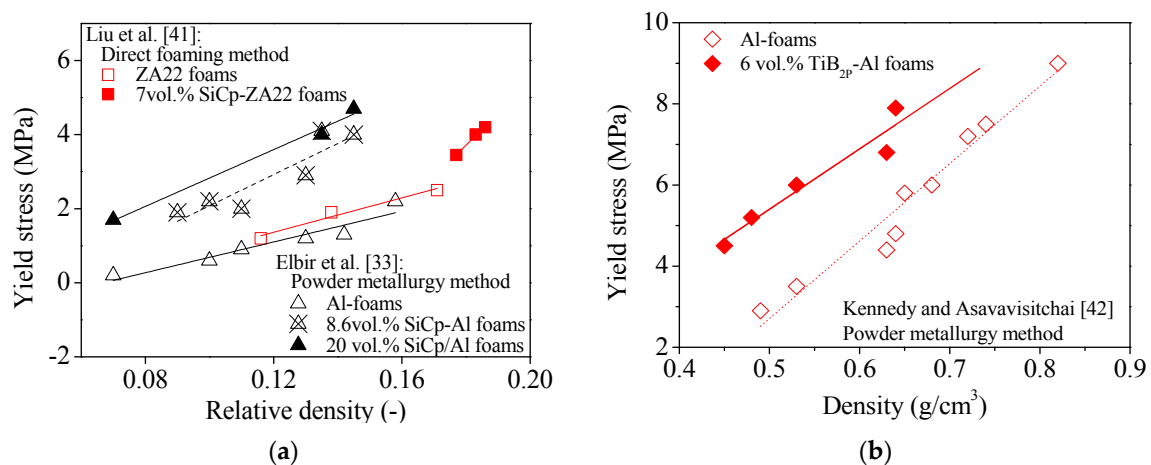 Liu et al. [41]:
Direct foaming method
ZA22 foams
7vol.% SiCp-ZA22 foams
10
8
6
4
2
0
-2
Yield stress (MPa)
Elbir et al. [33]:
Powder metallurgy method
Al-foams
8.6vol.% SiCp-Al foams
20 vol.% SiCp/Al foams
0.08
0.12
0.16
0.20
Relative density (-)
(a)
Al-foams
6 vol.% TiB2P-Al foams
10
8
6
4
2
Yield stress (MPa)
Kennedy and Asavavisitchai [42]
Powder metallurgy method
0.4
0.5
0.6
0.7
0.8
0.9
Density (g/cm³)
(b)